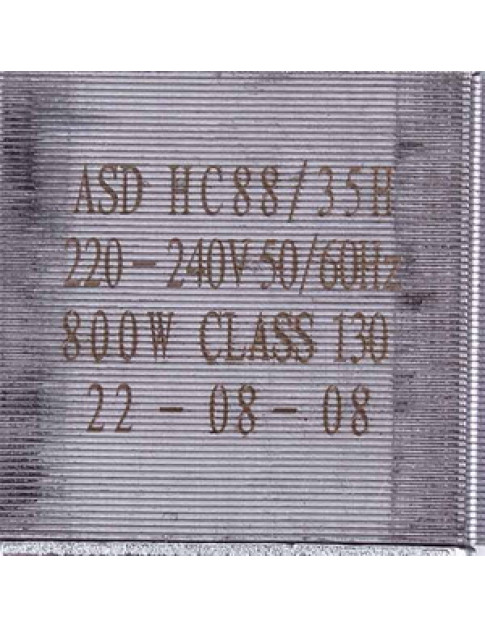 ASD HC88/35H
220-240V 50/60Hz
800W CLASS 130
22-08-08